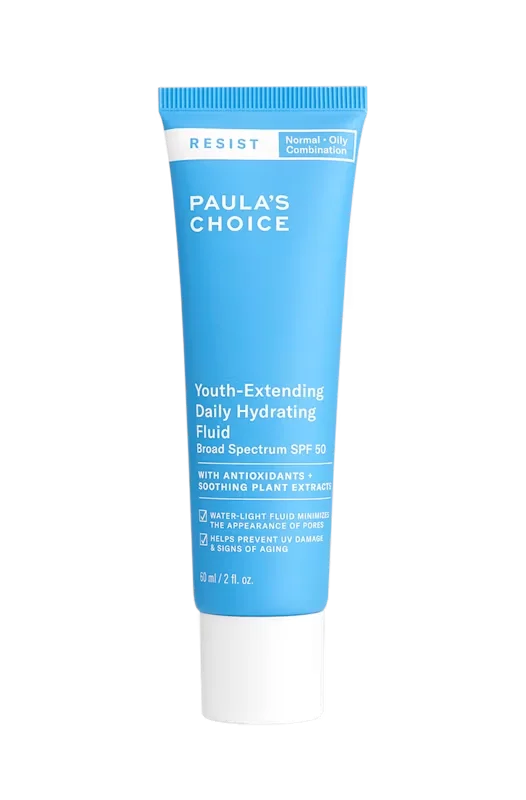 RESIST
Normal • Oily
Combination
PAULA'S
CHOICE
Youth-Extending
Daily Hydrating
Fluid
Broad Spectrum SPF 50
WITH ANTIOXIDANTS +
SOOTHING PLANT EXTRACTS
WATER-LIGHT FLUID MINIMIZES
THE APPEARANCE OF PORES
HELPS PREVENT UV DAMAGE
& SIGNS OF AGING
60 ml / 2 fl. oz.